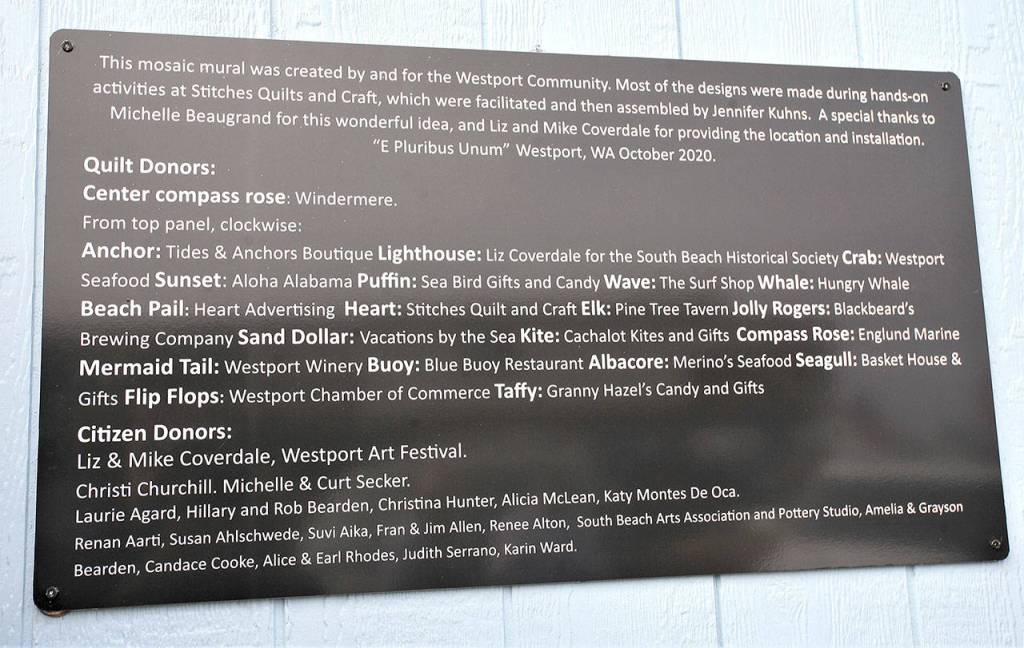 This mosaic mural was created by and for the Westport Community. Most of the designs were made during hands-on
activities at Stitches Quilts and Craft, which were facilitated and then assembled by Jennifer Kuhns. A special thanks to
Michelle Beaugrand for this wonderful idea, and Liz and Mike Coverdale for providing the location and installation.
"E Pluribus Unum" Westport, WA October 2020.
Quilt Donors:
Center compass rose: Windermere.
From top panel, clockwise:
Anchor: Tides & Anchors Boutique Lighthouse: Liz Coverdale for the South Beach Historical Society Crab: Westport
Seafood Sunset: Aloha Alabama Puffin: Sea Bird Gifts and Candy Wave: The Surf Shop Whale: Hungry Whale
Beach Pail: Heart Advertising Heart: Stitches Quilt and Craft Elk: Pine Tree Tavern Jolly Rogers: Blackbeard's
Brewing Company Sand Dollar: Vacations by the Sea Kite: Cachalot Kites and Gifts Compass Rose: Englund Marine
Mermaid Tail: Westport Winery Buoy: Blue Buoy Restaurant Albacore: Merino's Seafood Seagull: Basket House &
Gifts Flip Flops: Westport Chamber of Commerce Taffy: Granny Hazel's Candy and Gifts
Citizen Donors:
Liz & Mike Coverdale, Westport Art Festival.
Christi Churchill. Michelle & Curt Secker.
Laurie Agard, Hillary and Rob Bearden, Christina Hunter, Alicia McLean, Katy Montes De Oca.
Renan Aarti, Susan Ahlschwede, Suvi Aika, Fran & Jim Allen, Renee Alton, South Beach Arts Association and Pottery Studio, Amelia & Grayson
Bearden, Candace Cooke, Alice & Earl Rhodes, Judith Serrano, Karin Ward.